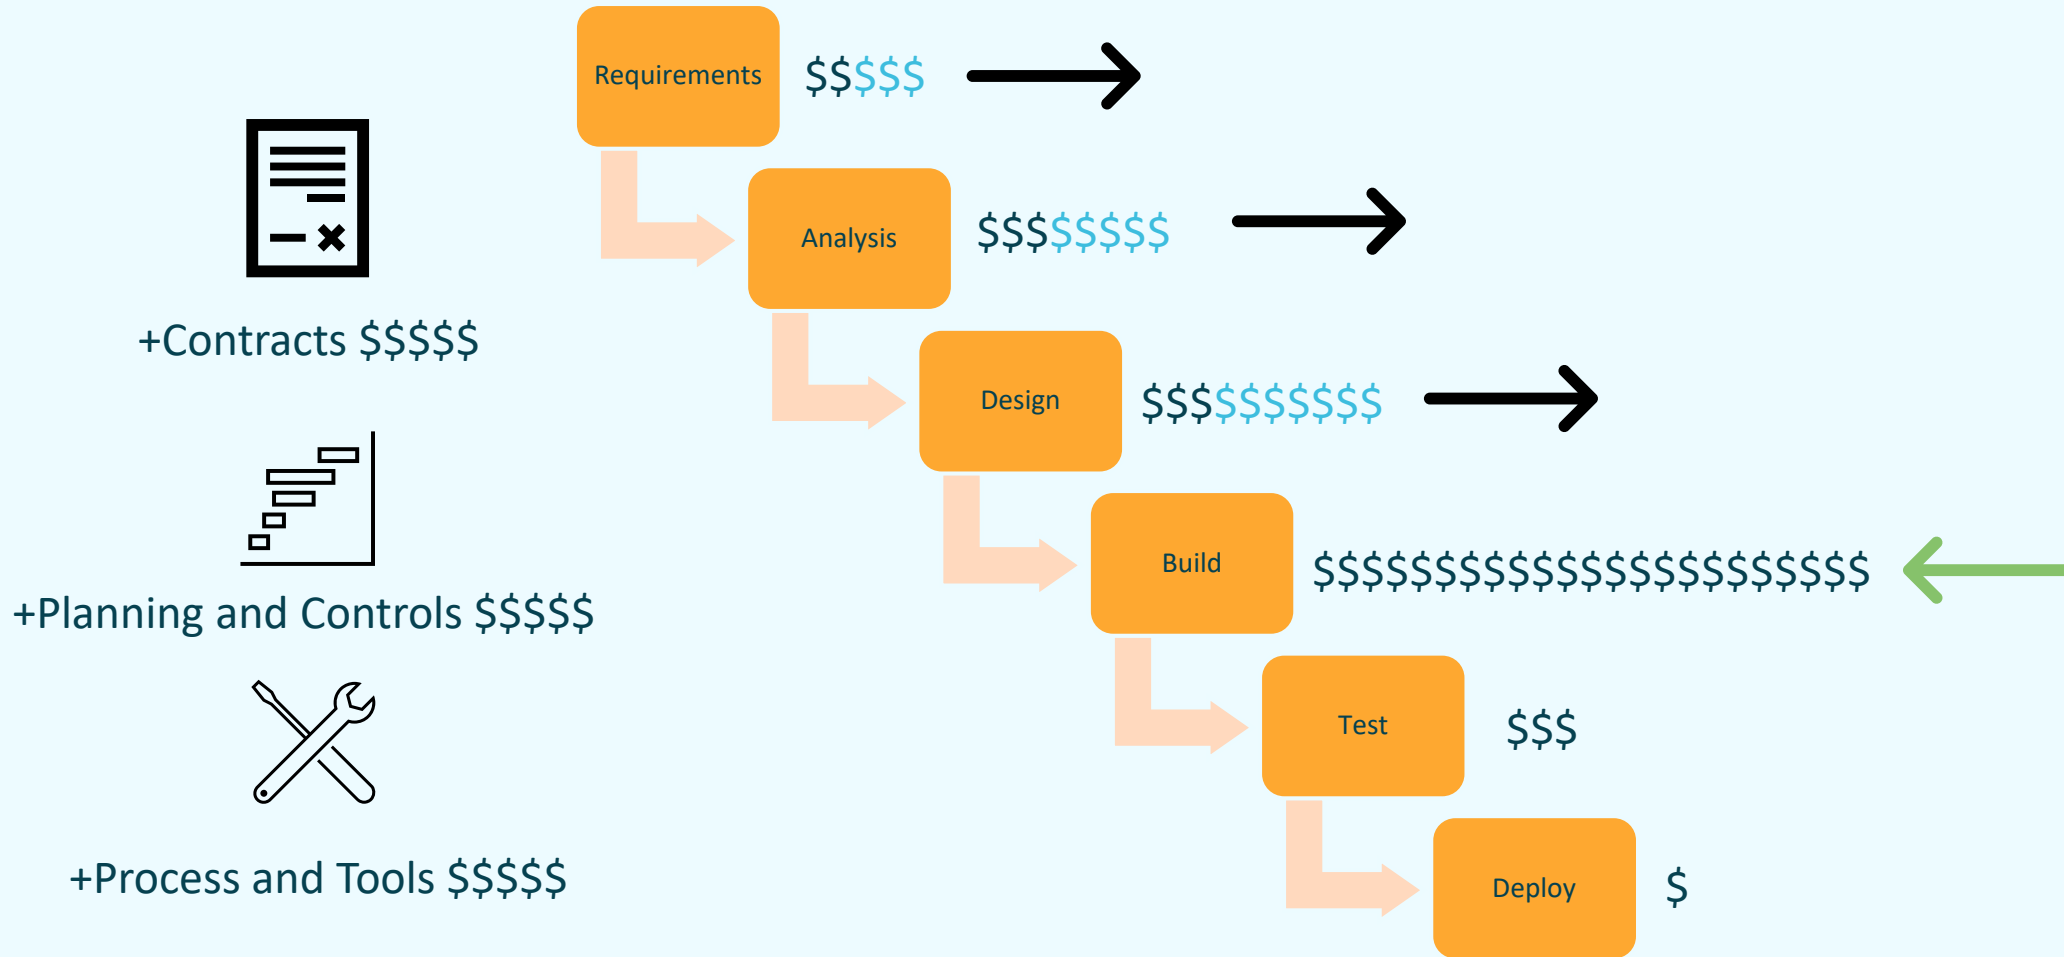 Requirements $$$$$
+Contracts $$$$$
Analysis $$$$$$$$
Design $$$$$$$$$$
+Planning and Controls $$$$$
Build $$$$$$$$$$$$$$$$$$$$$$$
Test $$$
+Process and Tools $$$$$
Deploy $